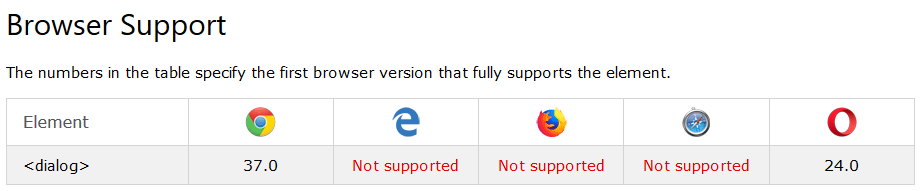 Browser Support
The numbers in the table specify the first browser version that fully supports the element.
Element
<dialog> 37.0 Not supported Not supported Not supported 24.0